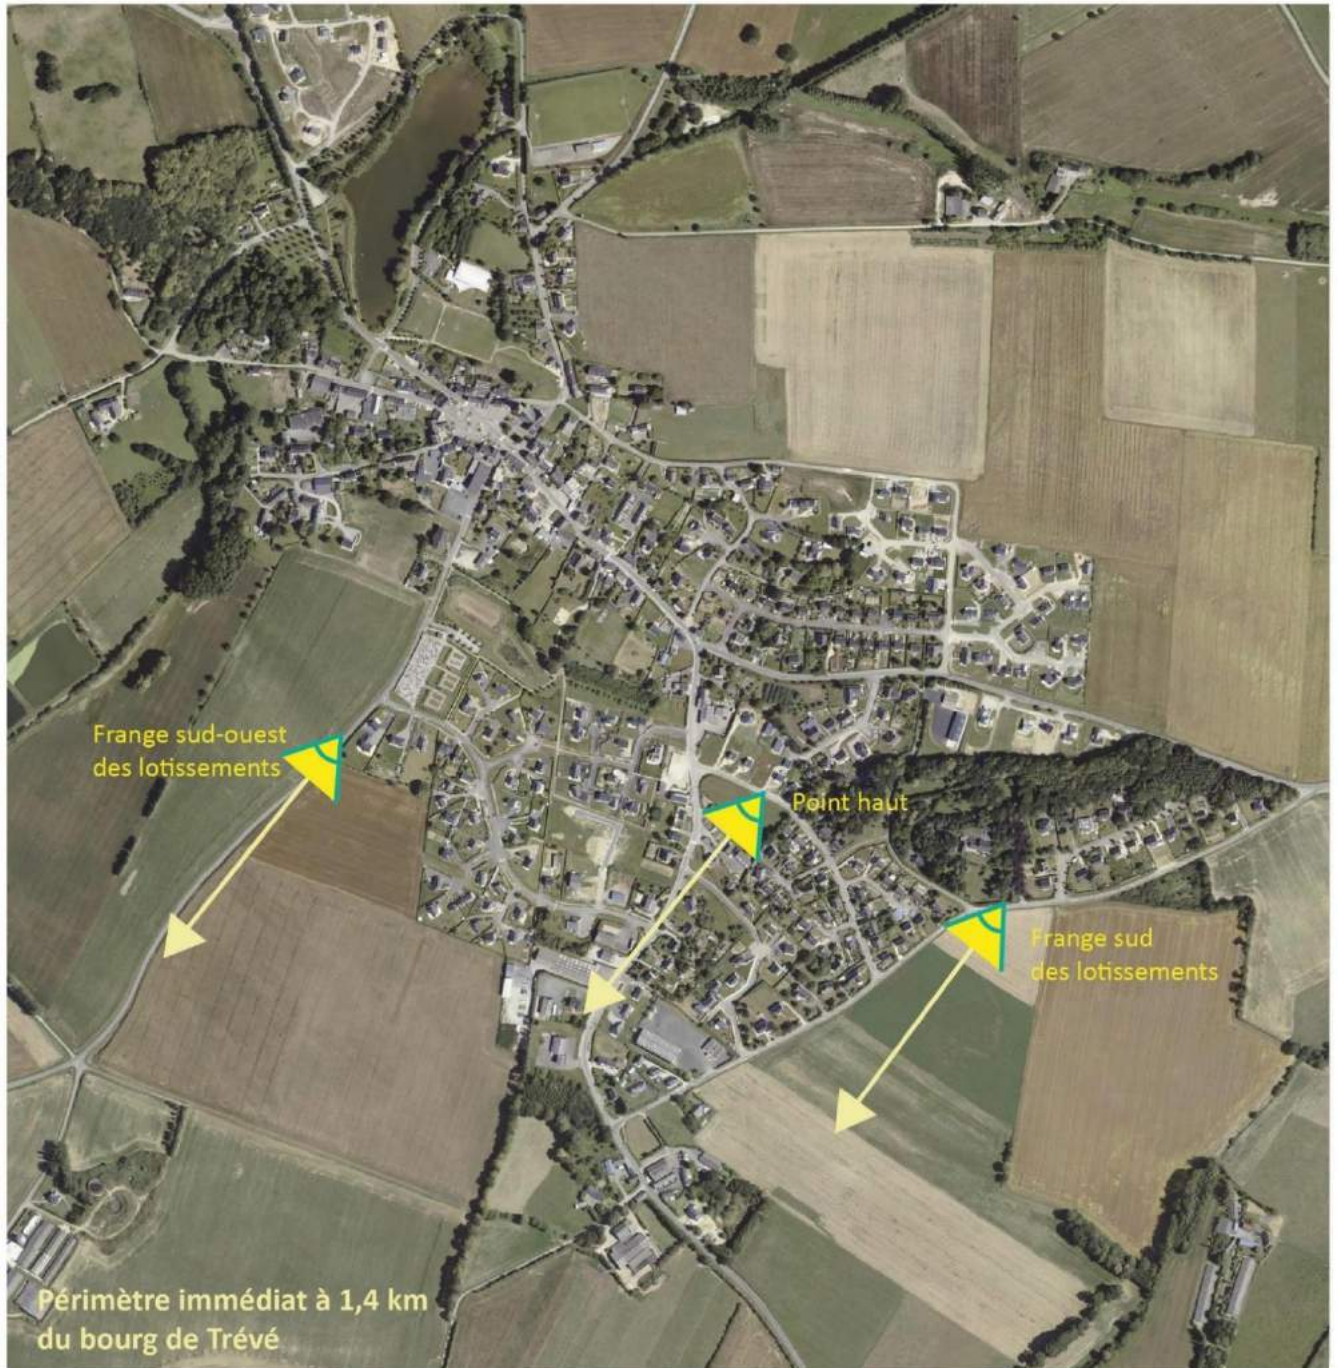 Frange sud-ouest
des lotissements
Point haut
Frange sud
des lotissements
Périmètre immédiat à 1,4 km
du bourg de Trévé